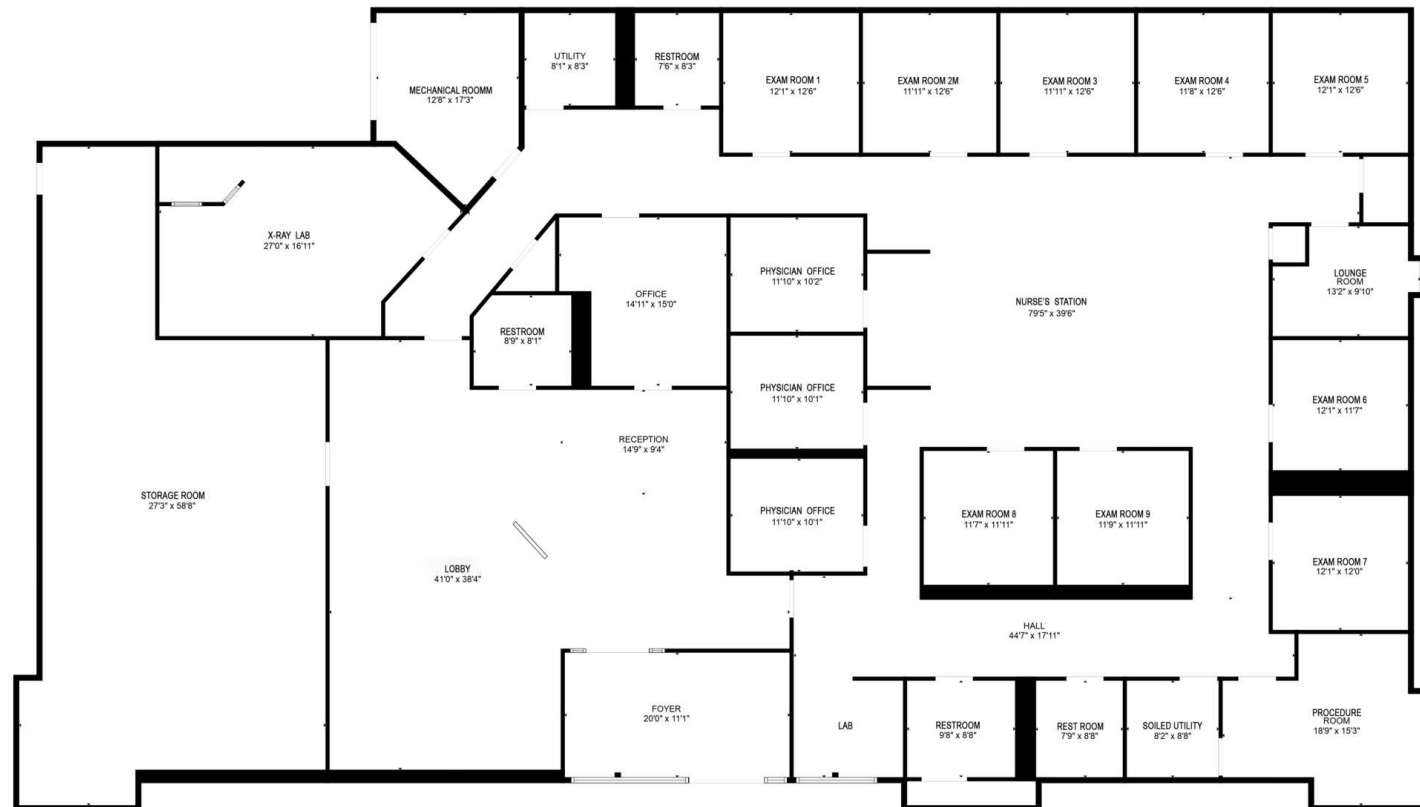 UTILITY
8'1" x 8'3"
RESTROOM
7'6" x 8'3"
MECHANICAL ROOMM
12'8" x 17'3"
EXAM ROOM 1
12'1" x 12'6"
EXAM ROOM 2M
11'11" x 12'6"
EXAM ROOM 3
11'11" x 12'6"
EXAM ROOM 4
11'8" x 12'6"
EXAM ROOM 5
12'1" x 12'6"
X-RAY LAB
27'0" x 16'11"
OFFICE
14'11" x 15'0"
PHYSICIAN OFFICE
11'10" x 10'2"
NURSE'S STATION
79'5" x 39'6"
LOUNGE
ROOM
13'2" x 9'10"
RESTROOM
8'9" x 8'1"
PHYSICIAN OFFICE
11'10" x 10'1"
EXAM ROOM 6
12'1" x 11'7"
RECEPTION
14'9" x 9'4"
STORAGE ROOM
27'3" x 58'8"
PHYSICIAN OFFICE
11'10" x 10'1"
EXAM ROOM 8
11'7" x 11'11"
EXAM ROOM 9
11'9" x 11'11"
LOBBY
41'0" x 38'4"
EXAM ROOM 7
12'1" x 12'0"
HALL
44'7" x 17'11"
FOYER
20'0" x 11'1"
LAB
RESTROOM
9'8" x 8'8"
REST ROOM
7'9" x 8'8"
SOILED UTILITY
8'2" x 8'8"
PROCEDURE
ROOM
18'9" x 15'3"